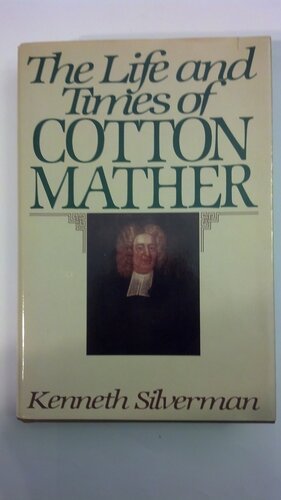 The Life and
Times of
COTTON
MATHER
Kenneth Silverman